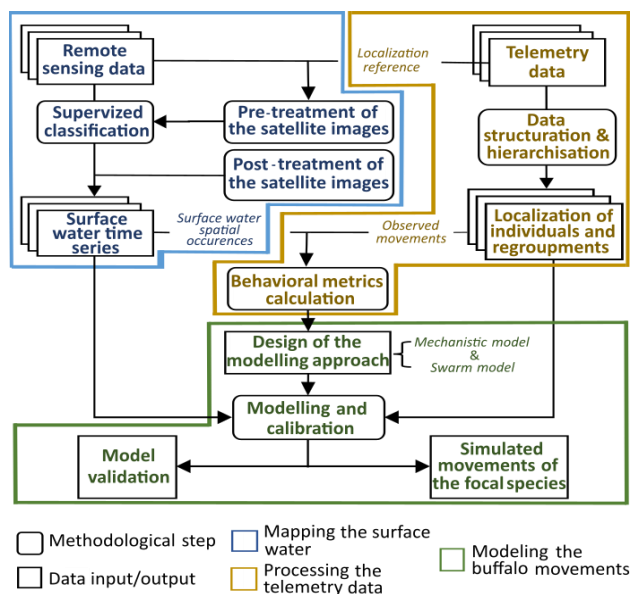 Remote
sensing data
Localization
reference
Telemetry
data
Supervized
classification
Pre-treatment of
the satellite images
Data
structuration &
hierarchisation
Post-treatment of
the satellite images
Surface
water time
series
Surface water
spatial
occurences
Observed
movements
Localization of
individuals and
regroupments
Behavioral metrics
calculation
Design of the
modelling approach
Mechistic model
&
Swarm model
Modelling and
calibration
Model
validation
Simulated
movements of
the focal species
Methodological step
Data input/output
Mapping the surface
water
Processing the
telemetry data
Modeling the
buffalo movements